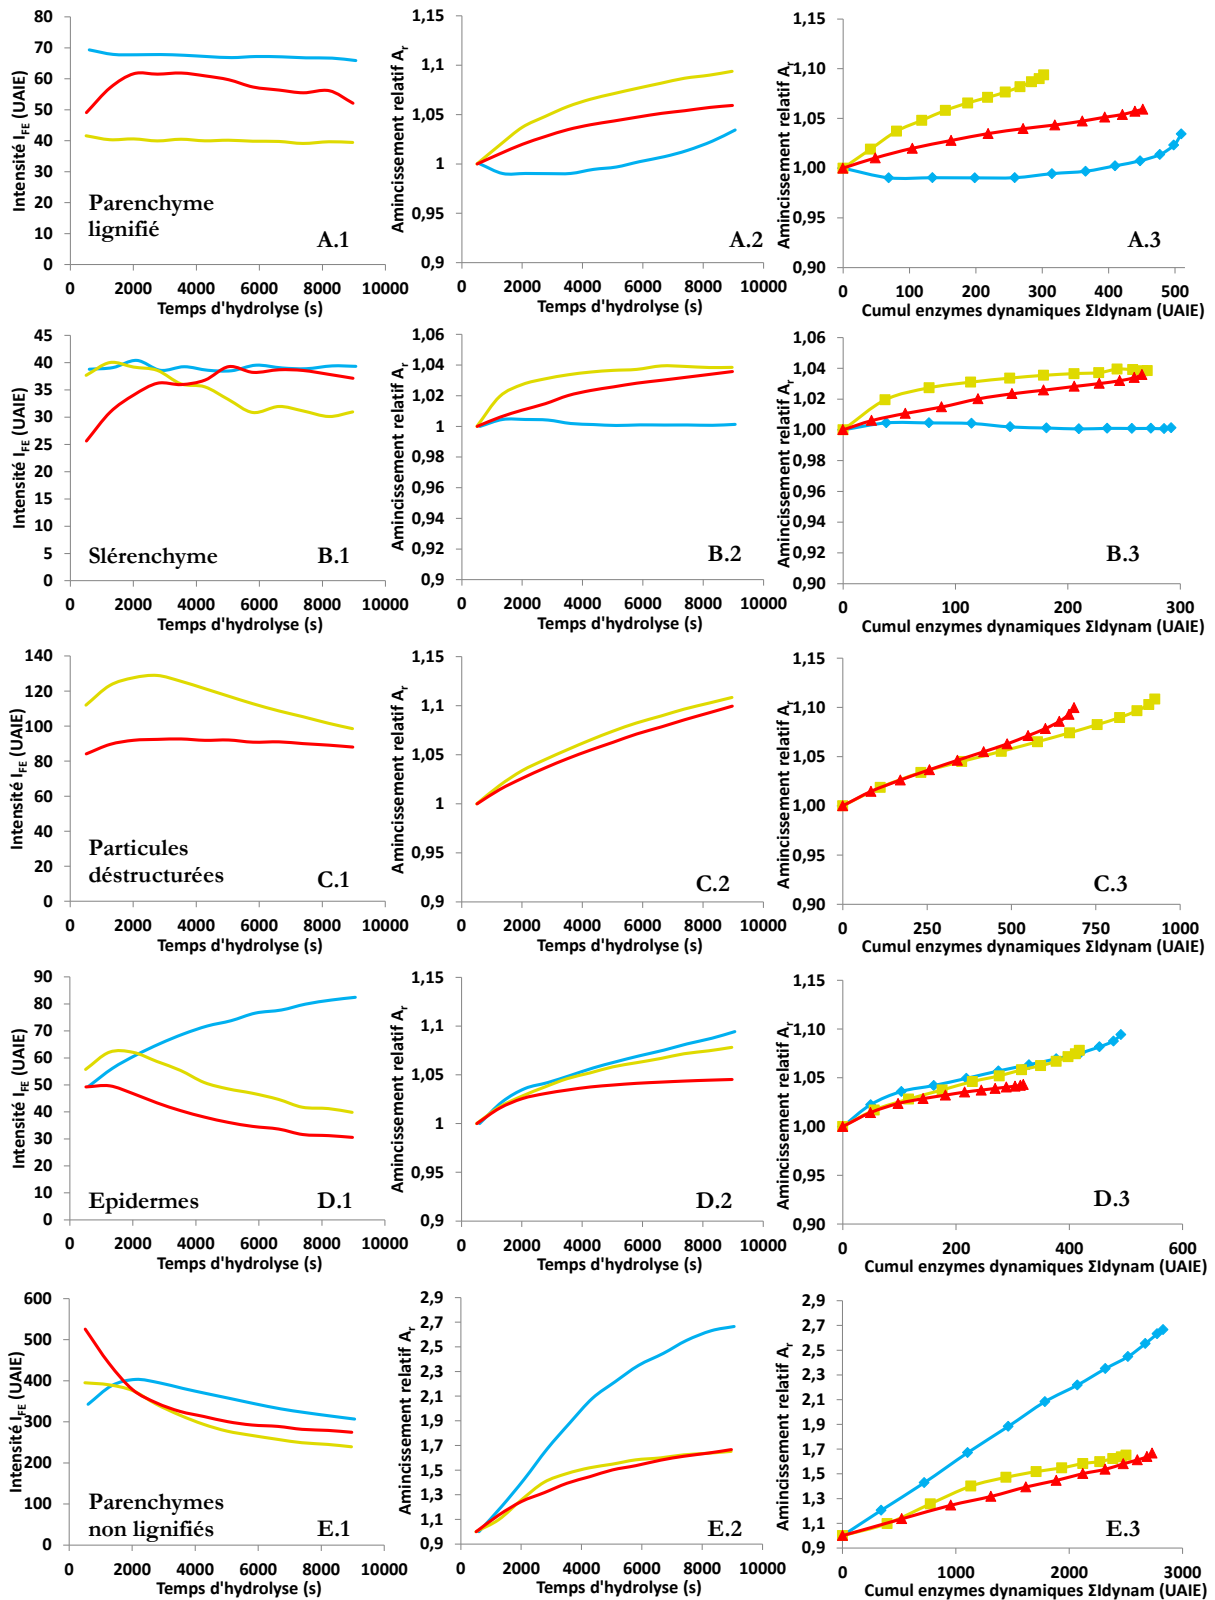 80
70
60
50
40
30
20
10
0
Intensité I_FE (UAIE)
Parenchyme
lignifié
A.1
0 2000 4000 6000 8000 10000
Temps d'hydrolyse (s)
1,15
1,1
1,05
1
0,95
0,9
Amincissement relatif A_r
A.2
0 2000 4000 6000 8000 10000
Temps d'hydrolyse (s)
1,15
1,10
1,05
1,00
0,95
0,90
Amincissement relatif A_r
A.3
0 100 200 300 400 500
Cumul enzymes dynamiques ΣIdynam (UAIE)
45
40
35
30
25
20
15
10
5
0
Intensité I_FE (UAIE)
Slérenchyme
B.1
0 2000 4000 6000 8000 10000
Temps d'hydrolyse (s)
1,08
1,06
1,04
1,02
1
0,98
0,96
0,94
0,92
0,9
Amincissement relatif A_r
B.2
0 2000 4000 6000 8000 10000
Temps d'hydrolyse (s)
1,06
1,04
1,02
1,00
0,98
0,96
0,94
0,92
0,90
Amincissement relatif A_r
B.3
0 100 200 300
Cumul enzymes dynamiques ΣIdynam (UAIE)
140
120
100
80
60
40
20
0
Intensité I_FE (UAIE)
Particules
déstructurées
C.1
0 2000 4000 6000 8000 10000
Temps d'hydrolyse (s)
1,15
1,1
1,05
1
0,95
0,9
Amincissement relatif A_r
C.2
0 2000 4000 6000 8000 10000
Temps d'hydrolyse (s)
1,15
1,10
1,05
1,00
0,95
0,90
Amincissement relatif A_r
C.3
0 250 500 750 1000
Cumul enzymes dynamiques ΣIdynam (UAIE)
90
80
70
60
50
40
30
20
10
0
Intensité I_FE (UAIE)
Epidermes
D.1
0 2000 4000 6000 8000 10000
Temps d'hydrolyse (s)
1,15
1,1
1,05
1
0,95
0,9
Amincissement relatif A_r
D.2
0 2000 4000 6000 8000 10000
Temps d'hydrolyse (s)
1,15
1,10
1,05
1,00
0,95
0,90
Amincissement relatif A_r
D.3
0 200 400 600
Cumul enzymes dynamiques ΣIdynam (UAIE)
600
500
400
300
200
100
0
Intensité I_FE (UAIE)
Parenchymes
non lignifiés
E.1
0 2000 4000 6000 8000 10000
Temps d'hydrolyse (s)
2,9
2,7
2,5
2,3
2,1
1,9
1,7
1,5
1,3
1,1
0,9
Amincissement relatif A_r
E.2
0 2000 4000 6000 8000 10000
Temps d'hydrolyse (s)
2,9
2,7
2,5
2,3
2,1
1,9
1,7
1,5
1,3
1,1
0,9
Amincissement relatif A_r
E.3
0 1000 2000 3000
Cumul enzymes dynamiques ΣIdynam (UAIE)